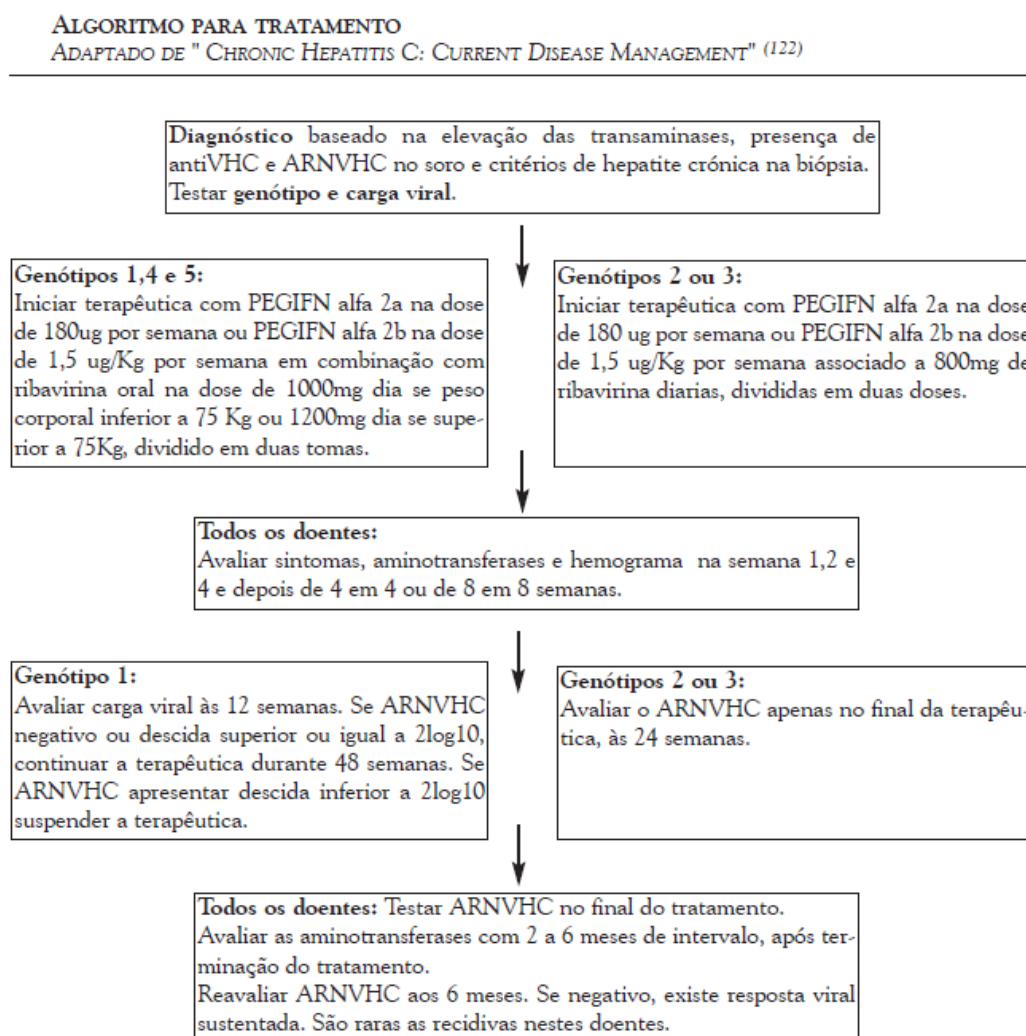 ALGORITMO PARA TRATAMENTO
ADAPTADO DE " CHRONIC HEPATITIS C: CURRENT DISEASE MANAGEMENT" (122)
Diagnóstico baseado na elevação das transaminases, presença de
antiVHC e ARNVHC no soro e critérios de hepatite crónica na biópsia.
Testar genótipo e carga viral.
Genótipos 1,4 e 5:
Iniciar terapêutica com PEGIFN alfa 2a na dose
de 180ug por semana ou PEGIFN alfa 2b na dose
de 1,5 ug/Kg por semana em combinação com
ribavirina oral na dose de 1000mg dia se peso
corporal inferior a 75 Kg ou 1200mg dia se supe-
rior a 75Kg, dividido em duas tomas.
Genótipos 2 ou 3:
Iniciar terapêutica com PEGIFN alfa 2a na dose
de 180 ug por semana ou PEGIFN alfa 2b na dose
de 1,5 ug/Kg por semana associado a 800mg de
ribavirina diarias, divididas em duas doses.
Todos os doentes:
Avaliar sintomas, aminotransferases e hemograma na semana 1,2 e
4 e depois de 4 em 4 ou de 8 em 8 semanas.
Genótipo 1:
Avaliar carga viral às 12 semanas. Se ARNVHC
negativo ou descida superior ou igual a 2log10,
continuar a terapêutica durante 48 semanas. Se
ARNVHC apresentar descida inferior a 2log10
suspender a terapêutica.
Genótipos 2 ou 3:
Avaliar o ARNVHC apenas no final da terapêu-
tica, às 24 semanas.
Todos os doentes: Testar ARNVHC no final do tratamento.
Avaliar as aminotransferases com 2 a 6 meses de intervalo, após ter-
minação do tratamento.
Reavaliar ARNVHC aos 6 meses. Se negativo, existe resposta viral
sustentada. São raras as recidivas nestes doentes.